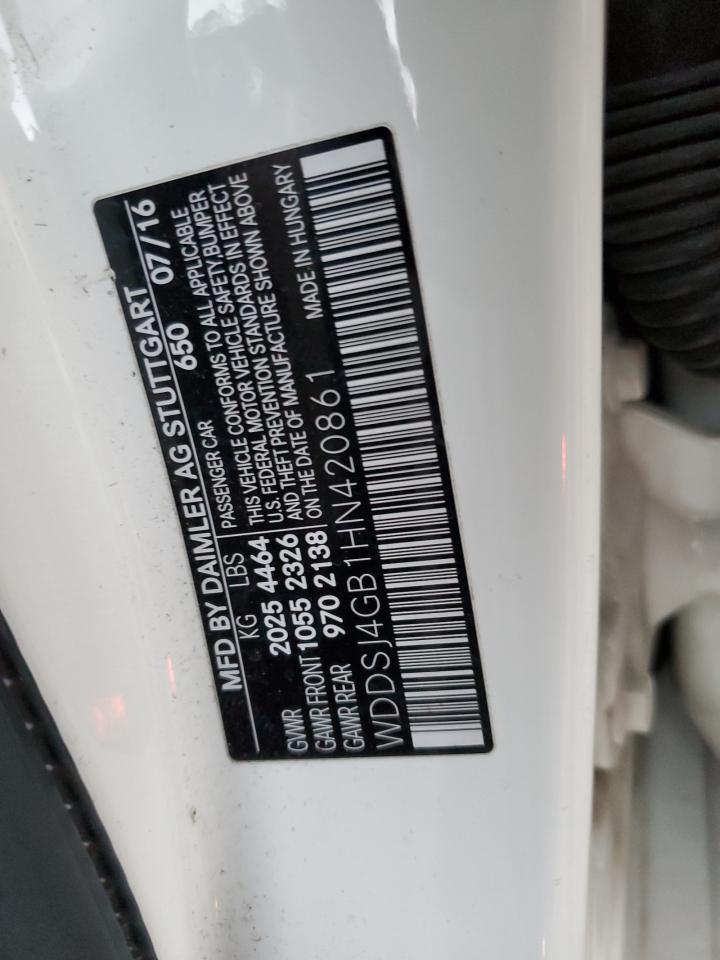 MFD BY DAIMLER AG STUTTGART
KG LBS 650 07/16
GVWR 2025 4464
GAWR FRONT 1055 2326
GAWR REAR 970 2138
PASSENGER CAR
THIS VEHICLE CONFORMS TO ALL APPLICABLE
U.S. FEDERAL MOTOR VEHICLE SAFETY, BUMPER,
AND THEFT PREVENTION STANDARDS IN EFFECT
ON THE DATE OF MANUFACTURE SHOWN ABOVE
WDDSJ4GB1HN420861 MADE IN HUNGARY